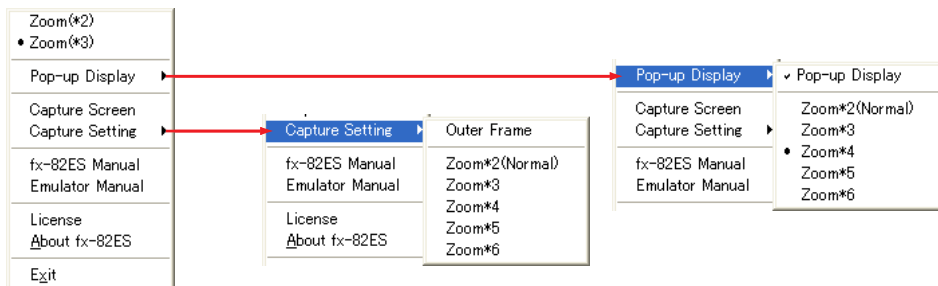 Zoom(*2)
• Zoom(*3)
Pop-up Display
Capture Screen
Capture Setting
fx-82ES Manual
Emulator Manual
License
About fx-82ES
Exit
Capture Setting
fx-82ES Manual
Emulator Manual
License
About fx-82ES
Outer Frame
Zoom*2(Normal)
Zoom*3
Zoom*4
Zoom*5
Zoom*6
Pop-up Display
Capture Screen
Capture Setting
fx-82ES Manual
Emulator Manual
✓ Pop-up Display
Zoom*2(Normal)
Zoom*3
• Zoom*4
Zoom*5
Zoom*6